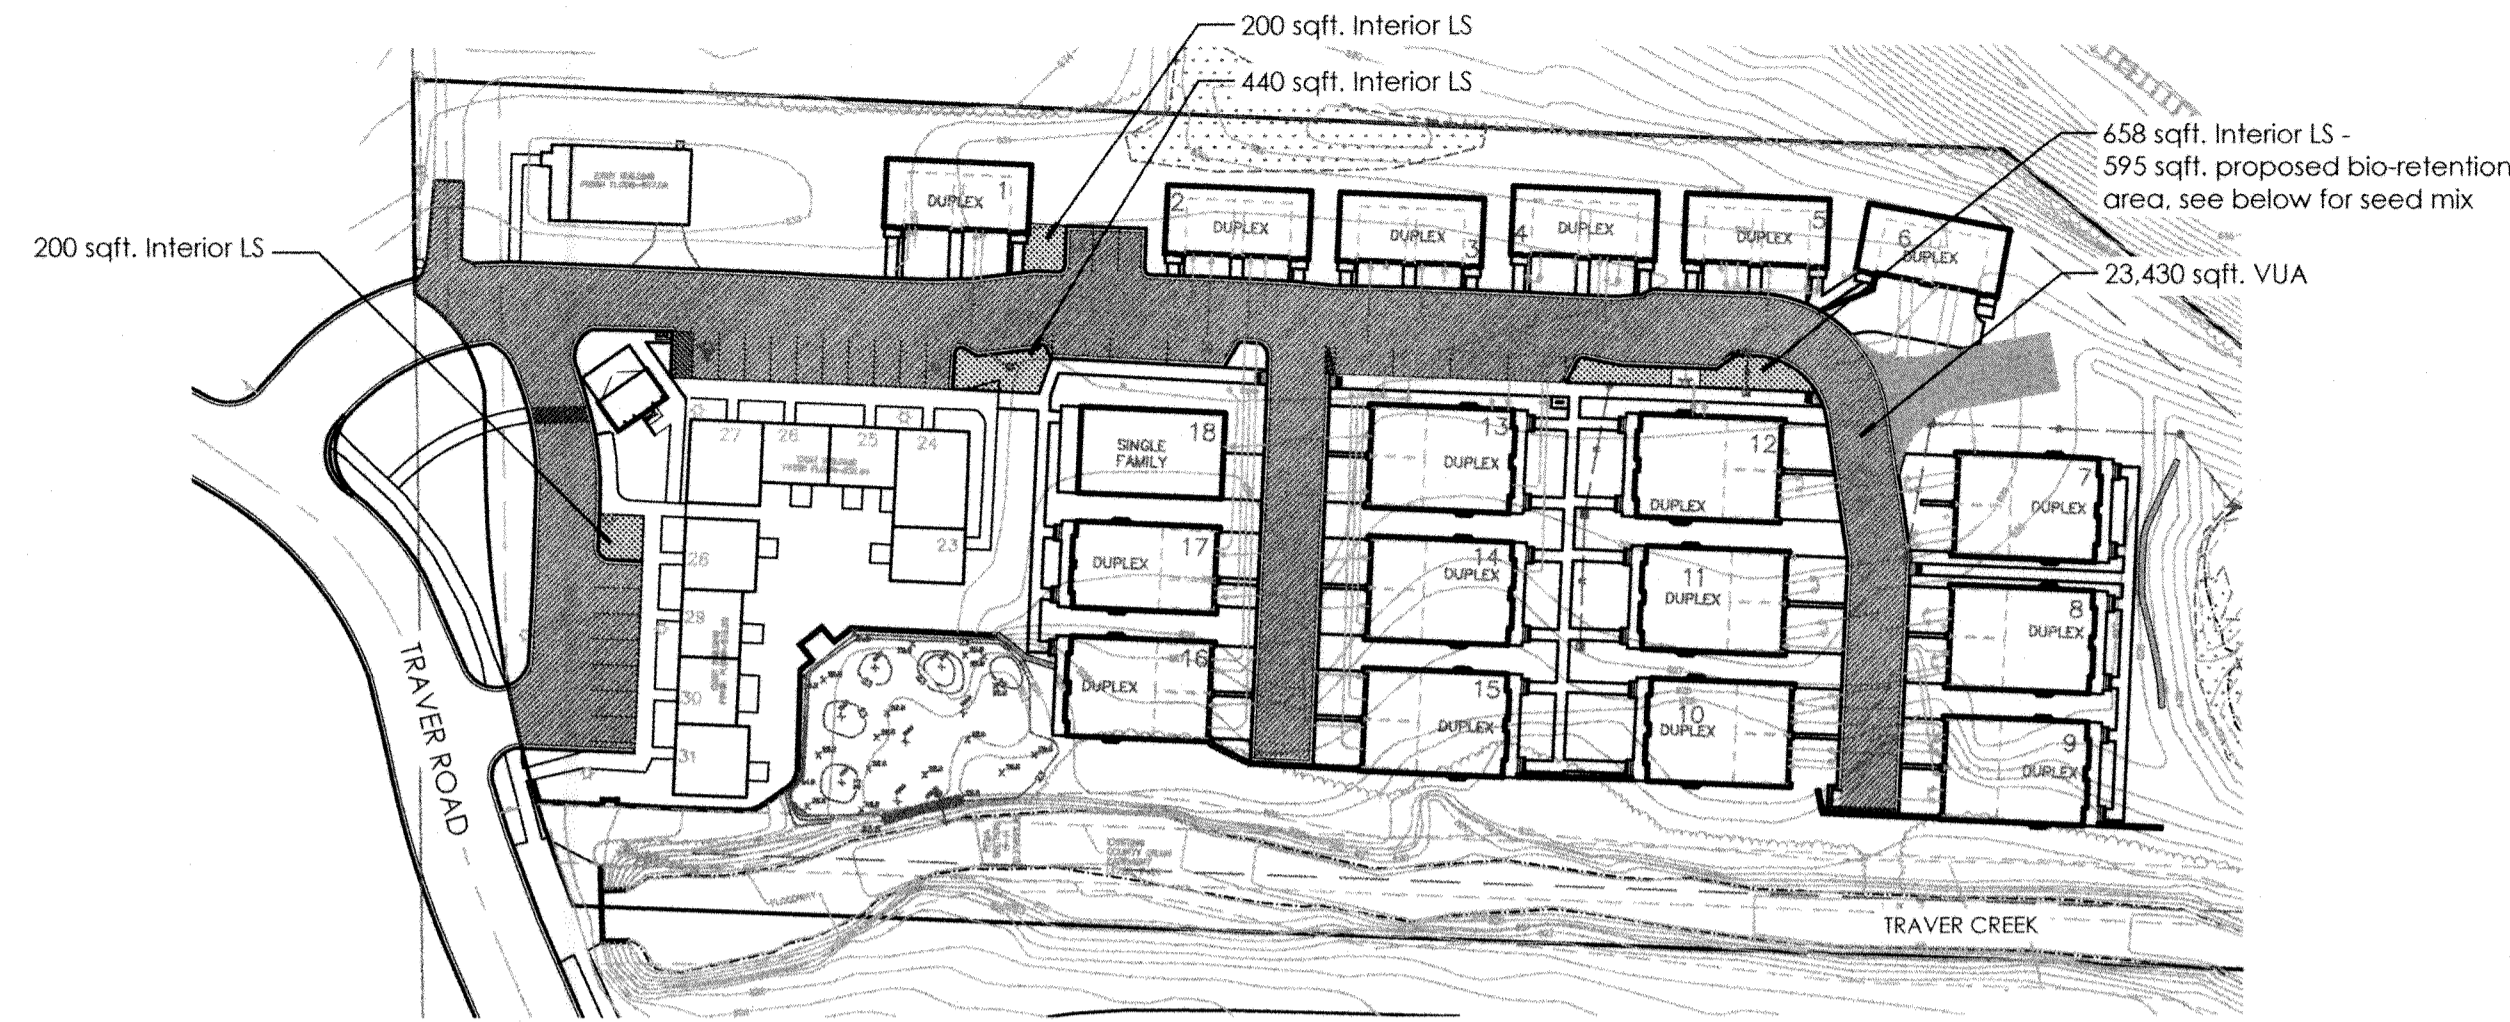 200 sqft. Interior LS
440 sqft. Interior LS
658 sqft. Interior LS -
595 sqft. proposed bio-retention
area, see below for seed mix
200 sqft. Interior LS
23,430 sqft. VUA
1
DUPLEX
2
DUPLEX
DUPLEX
3
4
DUPLEX
5
DUPLEX
6
DUPLEX
27
26
25
24
18
SINGLE
FAMILY
13
DUPLEX
12
DUPLEX
7
DUPLEX
28
23
17
DUPLEX
14
DUPLEX
11
DUPLEX
8
DUPLEX
29
30
31
16
DUPLEX
15
DUPLEX
10
DUPLEX
9
DUPLEX
TRAVER ROAD
FLOODWAY
TRAVER CREEK